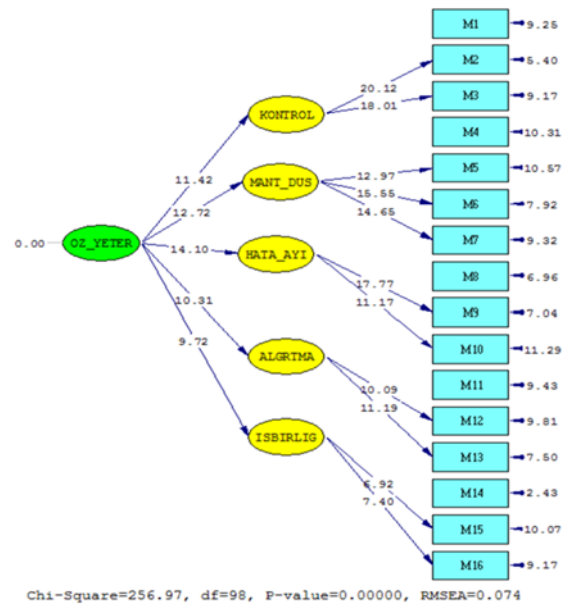 M1 9.25
M2 5.40
20.12
KONTROL
18.01
M3 9.17
M4 10.31
11.42
M5 10.57
12.97
MANT_DUS
15.55
M6 7.92
12.72
14.65
M7 9.32
0.00 OZ_YETER
14.10
HATA_AYI
M8 6.96
17.77
M9 7.04
10.31
11.17
M10 11.29
9.72
ALGRTMA
M11 9.43
10.09
M12 9.81
11.19
M13 7.50
ISBIRLIG
M14 2.43
6.92
7.40
M15 10.07
M16 9.17
Chi-Square=256.97, df=98, P-value=0.00000, RMSEA=0.074